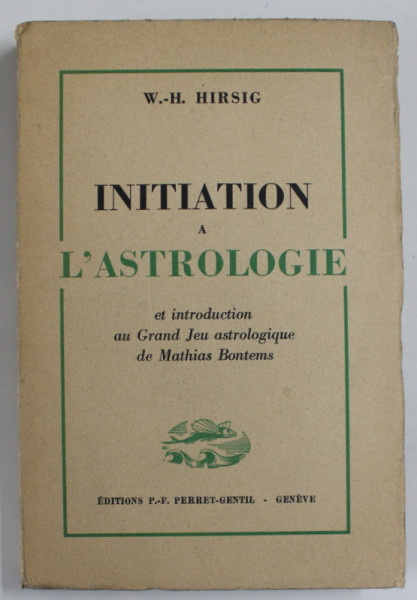 W.-H. HIRSIG
INITIATION
A
L'ASTROLOGIE
et introduction
au Grand Jeu astrologique
de Mathias Bontems
ÉDITIONS P.-F. PERRET-GENTIL - GENÈVE